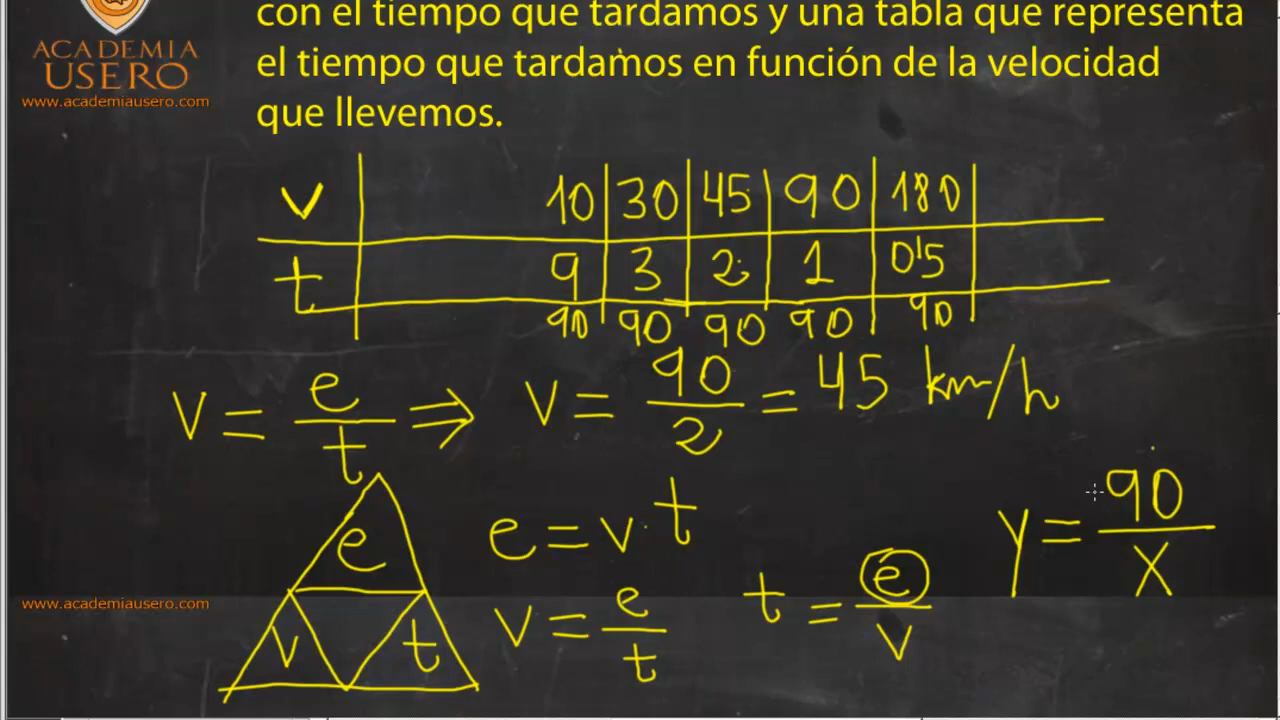 con el tiempo que tardamos y una tabla que representa
el tiempo que tardamos en función de la velocidad
que llevemos.
ACADEMIA
USERO
www.academiausero.com
v 10 30 45 90 180
t 9 3 2 1 0'5
90 90 90 90 90
v = e/t ⇒ v = 90/2 = 45 km/h
e
v t
e = v · t
v = e/t
t = e/v
y = 90/x
www.academiausero.com